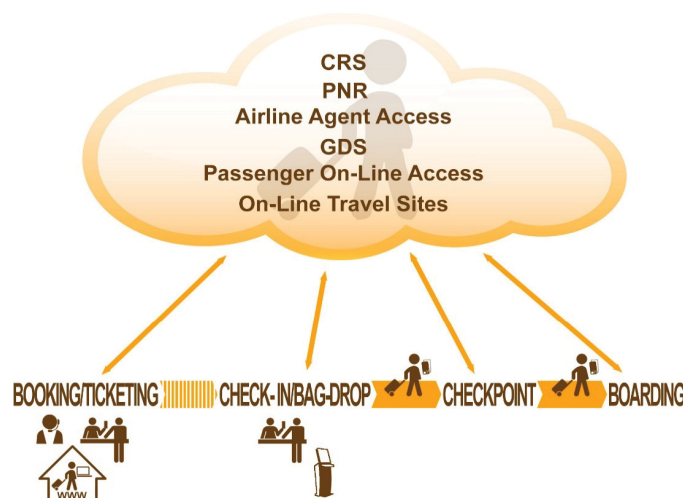 CRS
PNR
Airline Agent Access
GDS
Passenger On-Line Access
On-Line Travel Sites
BOOKING/TICKETING CHECK- IN/BAG-DROP CHECKPOINT BOARDING
WWW